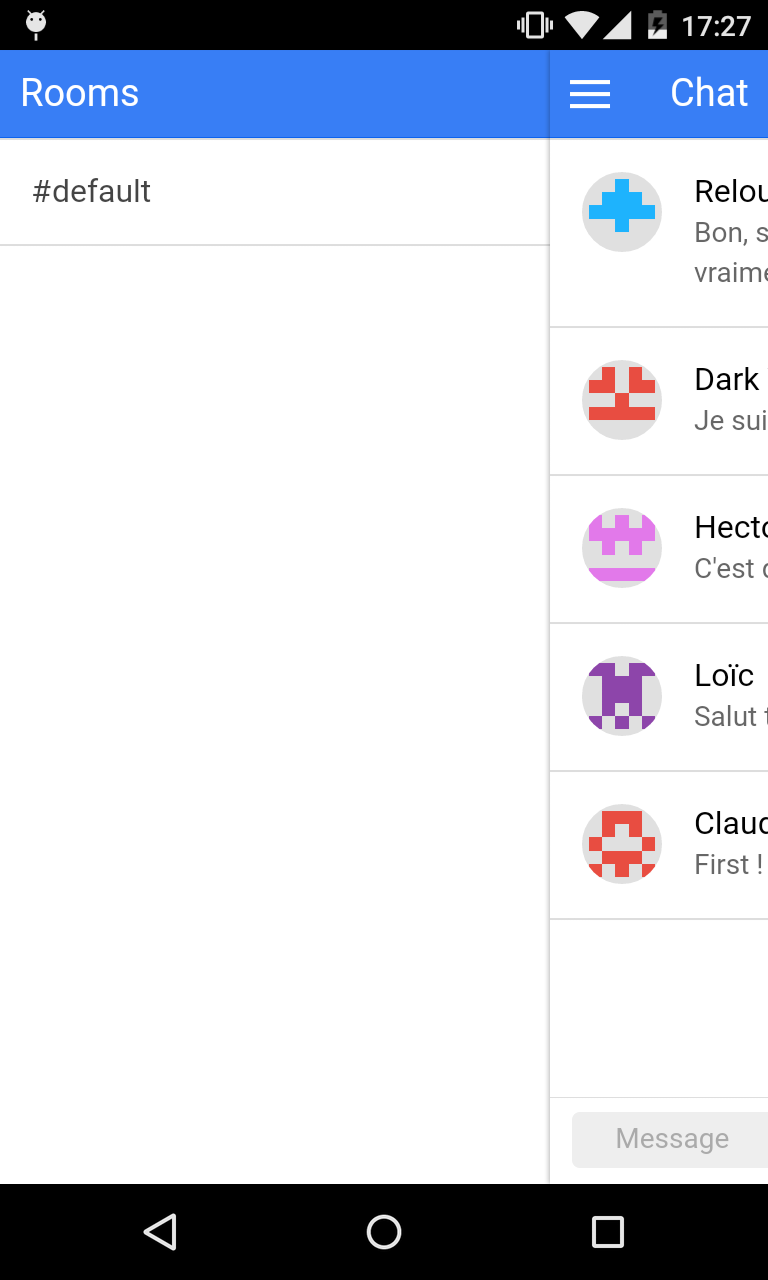 17:27
Rooms
Chat
#default
Relou
Bon, s
vraime
Dark
Je sui
Hecto
C'est
Loïc
Salut
Claud
First !
Message